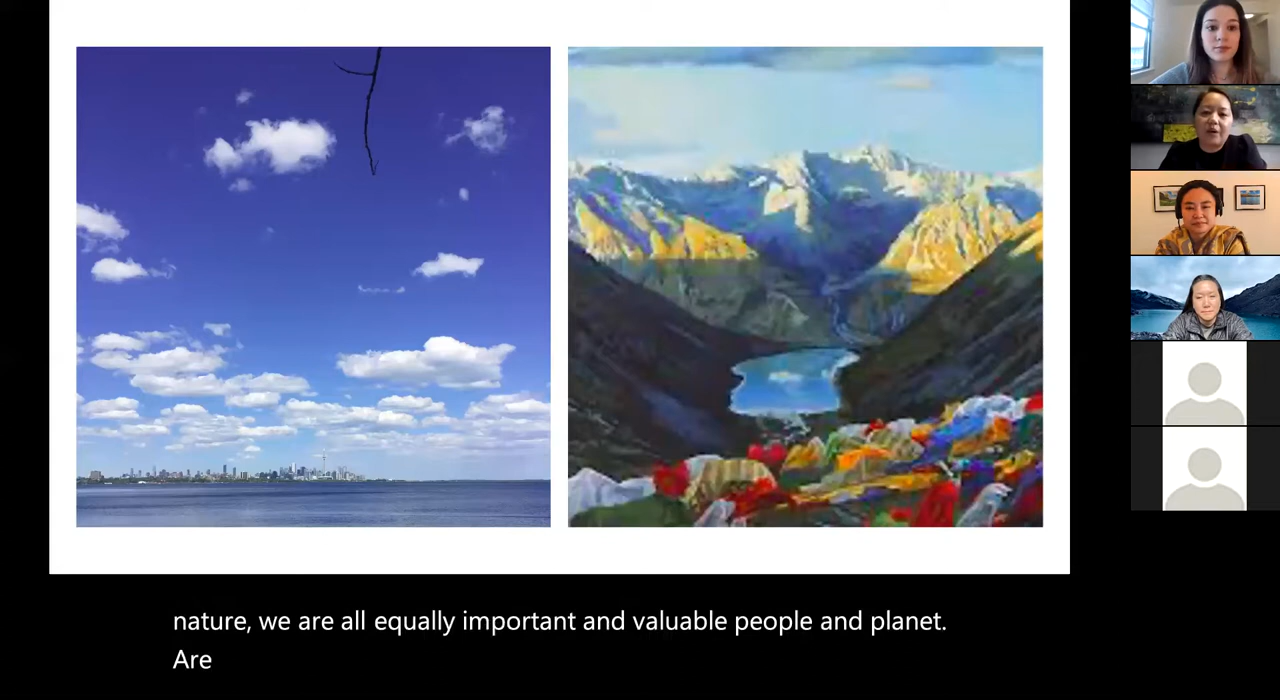 nature, we are all equally important and valuable people and planet.
Are